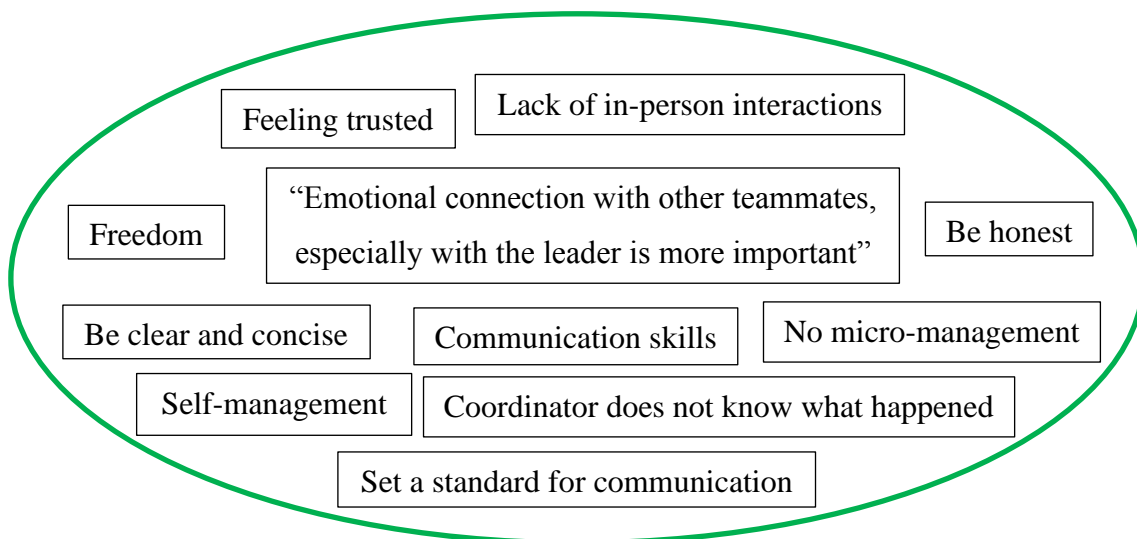 Lack of in-person interactions
Feeling trusted
“Emotional connection with other teammates,
especially with the leader is more important”
Freedom
Be honest
Be clear and concise
Communication skills
No micro-management
Self-management
Coordinator does not know what happened
Set a standard for communication